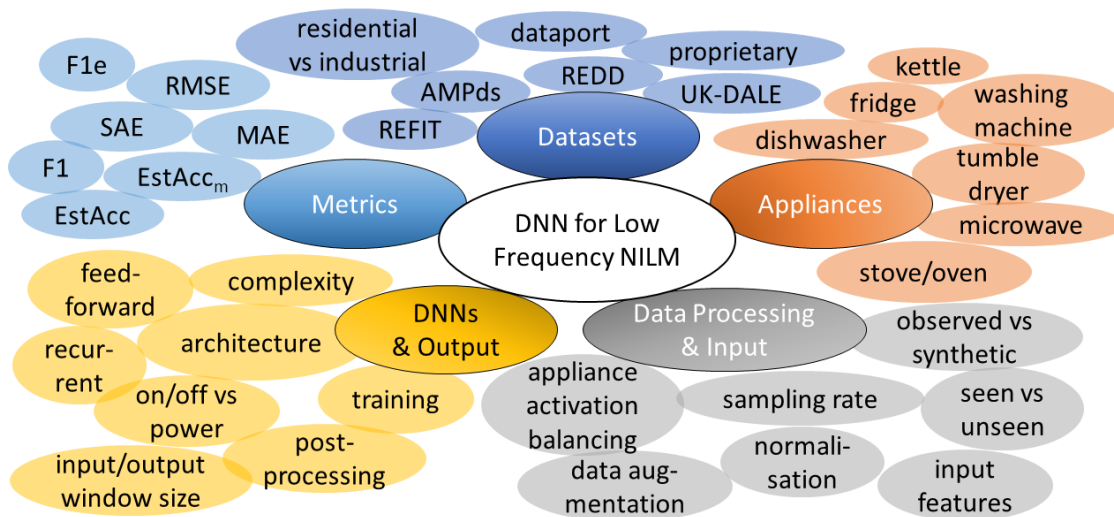 F1e
RMSE
SAE
MAE
F1
EstAccₘ
EstAcc
Metrics
residential
vs industrial
dataport
proprietary
AMPds
REDD
UK-DALE
REFIT
Datasets
kettle
fridge
washing
machine
dishwasher
tumble
dryer
microwave
stove/oven
Appliances
DNN for Low
Frequency NILM
feed-
forward
complexity
recur-
rent
architecture
DNNs
& Output
on/off vs
power
training
post-
processing
input/output
window size
Data Processing
& Input
observed vs
synthetic
appliance
activation
balancing
sampling rate
seen vs
unseen
data aug-
mentation
normali-
sation
input
features